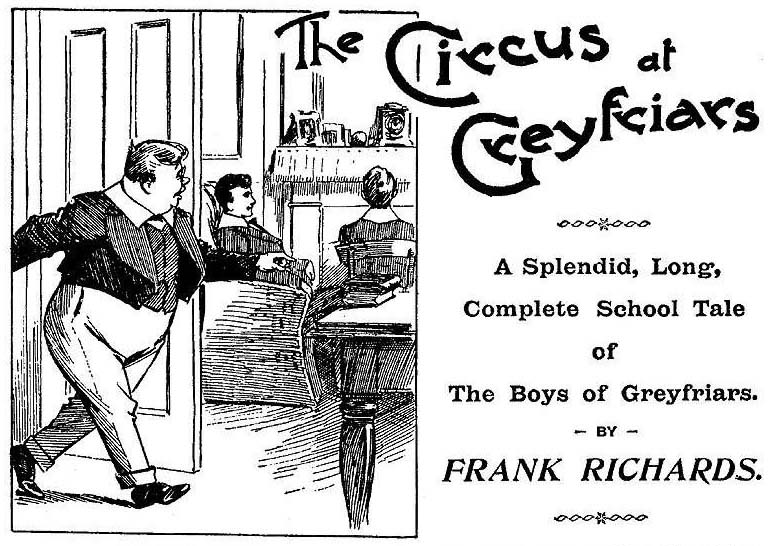 The Circus at
Greyfriars
A Splendid, Long,
Complete School Tale
of
The Boys of Greyfriars.
- BY -
FRANK RICHARDS.